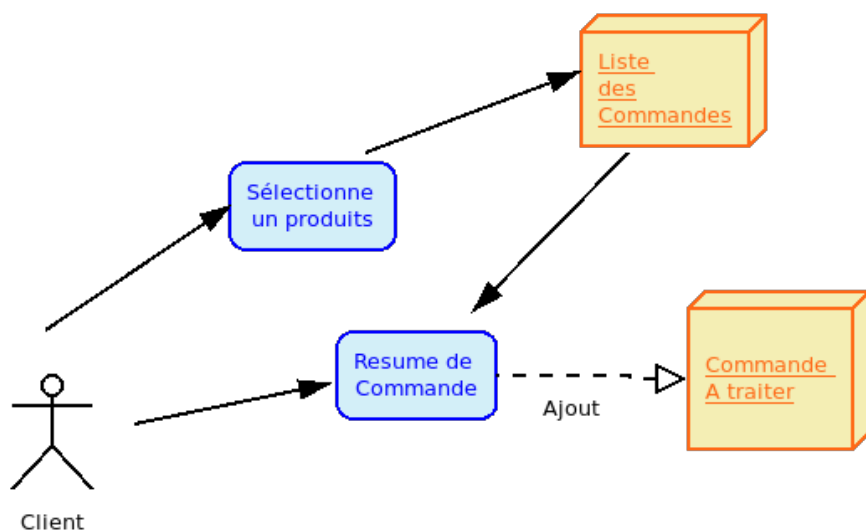 Liste
des
Commandes
Sélectionne
un produits
Resume de
Commande
Ajout
Commande
A traiter
Client